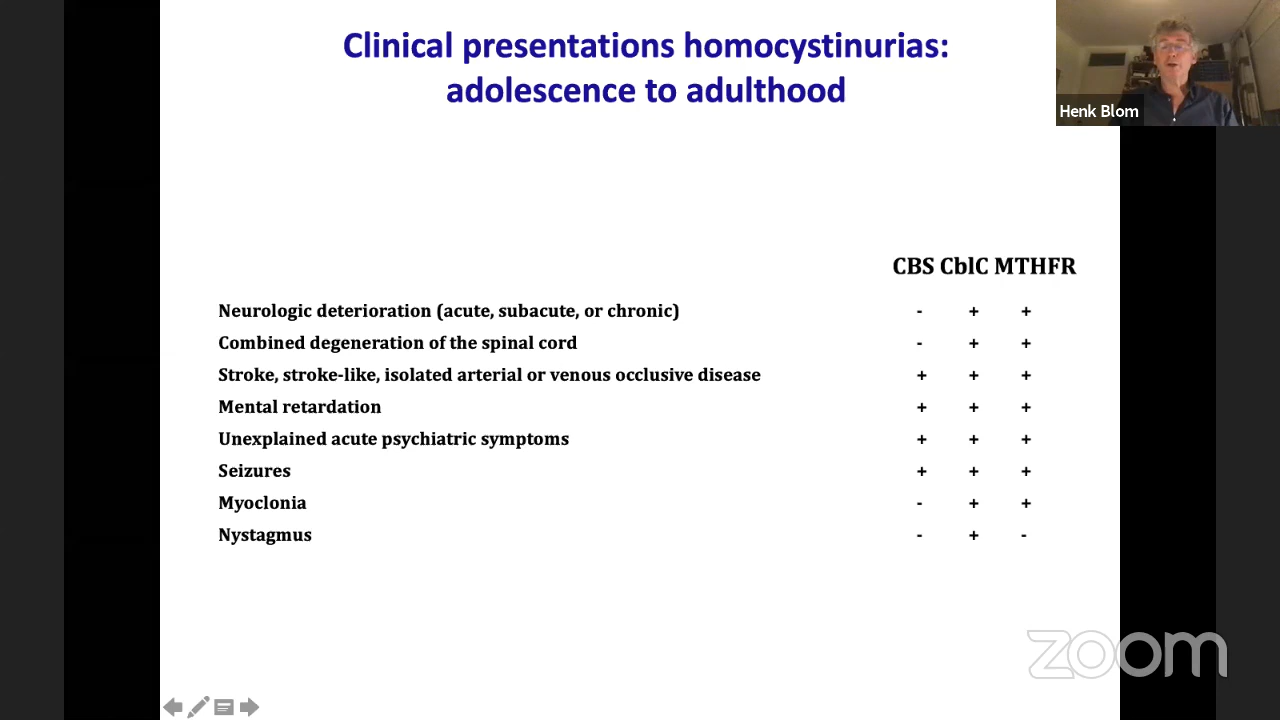 Clinical presentations homocystinurias:
adolescence to adulthood
Henk Blom
CBS CblC MTHFR
Neurologic deterioration (acute, subacute, or chronic) - + +
Combined degeneration of the spinal cord - + +
Stroke, stroke-like, isolated arterial or venous occlusive disease + + +
Mental retardation + + +
Unexplained acute psychiatric symptoms + + +
Seizures + + +
Myoclonia - + +
Nystagmus - + -
zoom